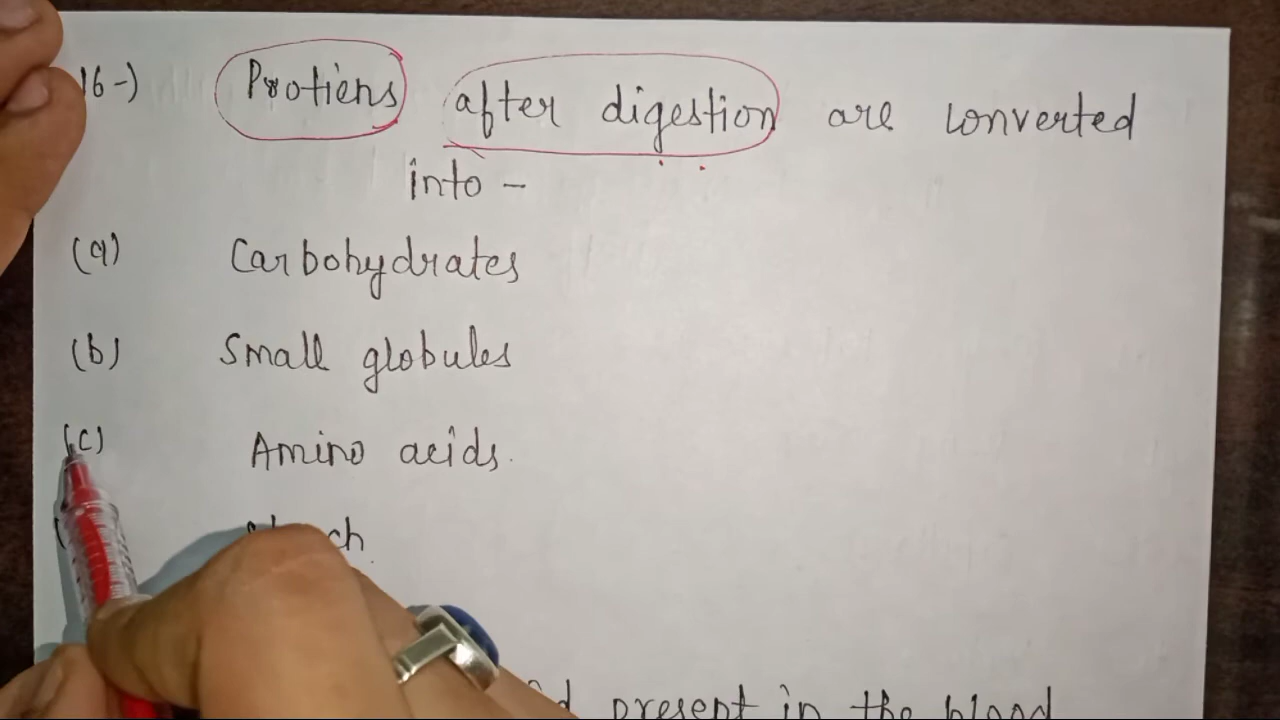 16-) Protiens after digestion are converted
into -
(a) Carbohydrates
(b) Small globules
(c) Amino acids.
present in the blood